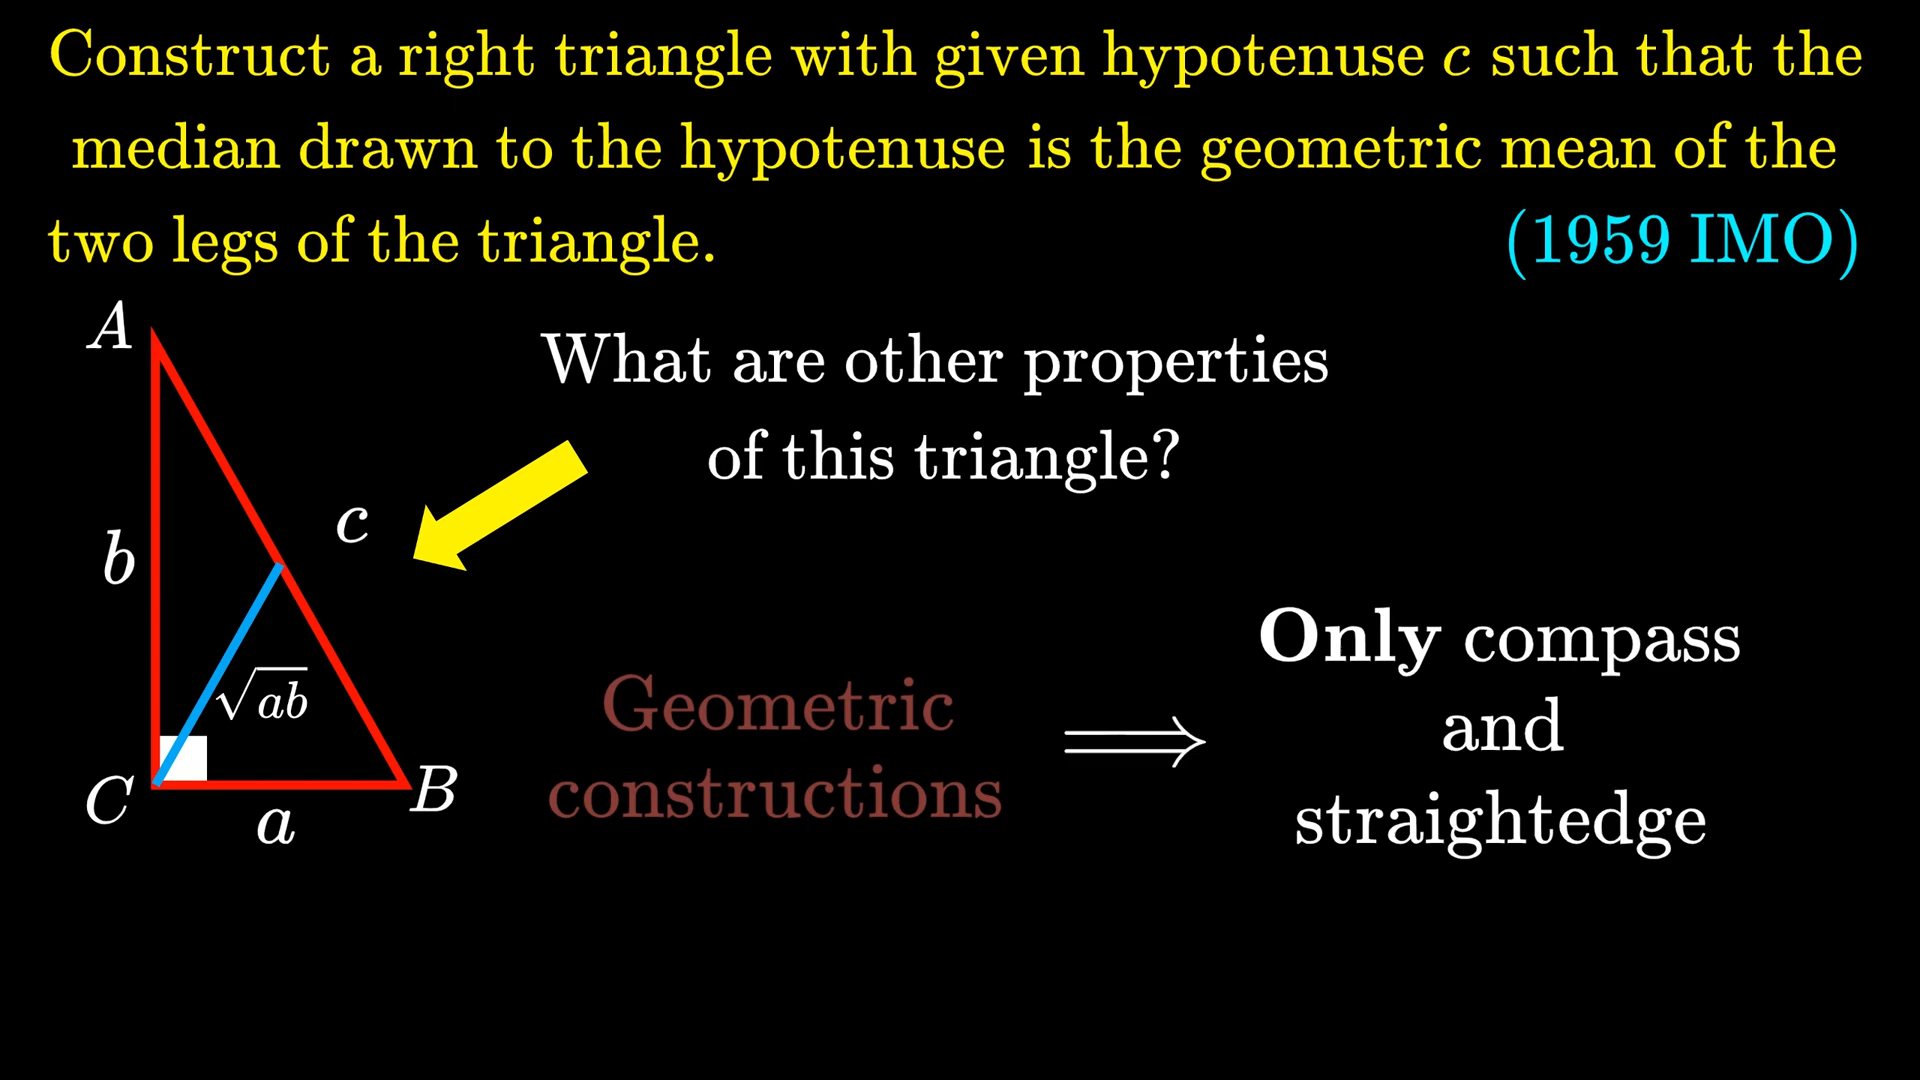 Construct a right triangle with given hypotenuse c such that the
median drawn to the hypotenuse is the geometric mean of the
two legs of the triangle. (1959 IMO)
A
What are other properties
of this triangle?
c
b
√ab
Geometric
constructions
⟹
Only compass
and
straightedge
C
B
a